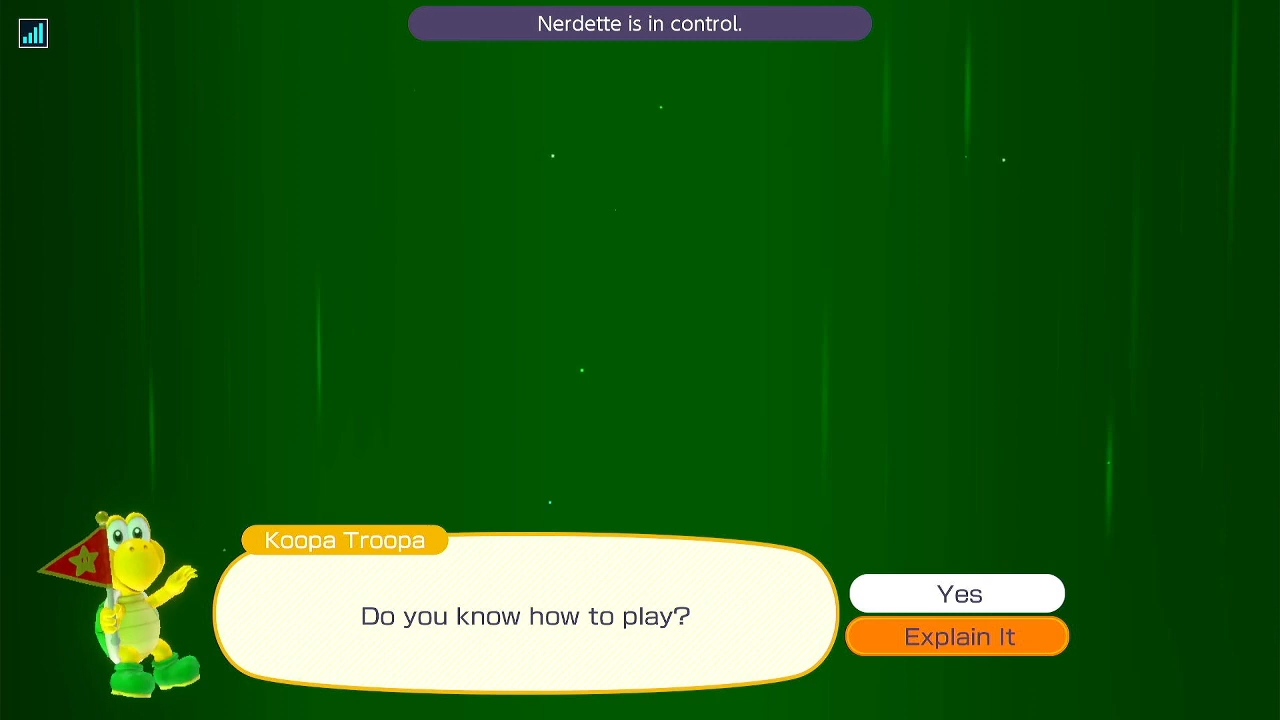 Nerdette is in control.
Koopa Troopa
Do you know how to play?
Yes
Explain It